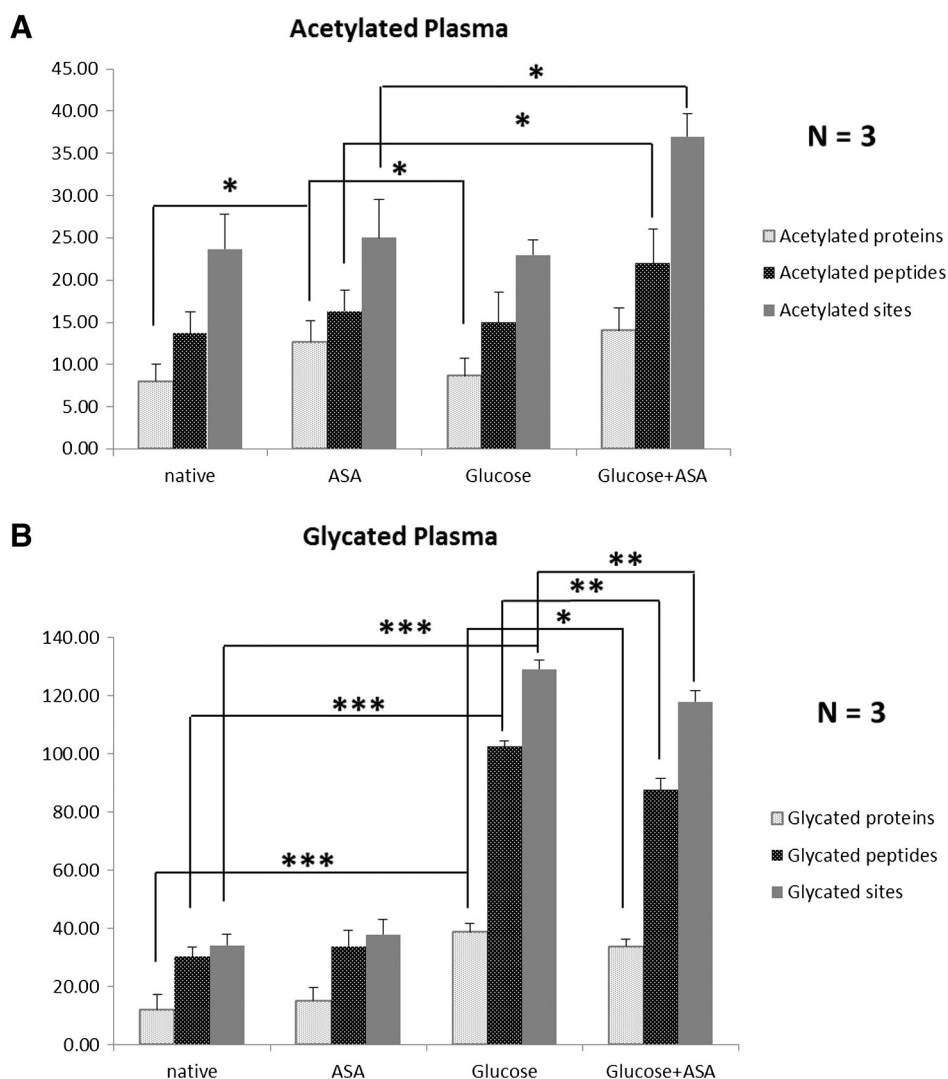 A
Acetylated Plasma
45.00
40.00
35.00
30.00
25.00
20.00
15.00
10.00
5.00
0.00
*
*
*
*
N = 3
Acetylated proteins
Acetylated peptides
Acetylated sites
native ASA Glucose Glucose+ASA
B
Glycated Plasma
140.00
120.00
100.00
80.00
60.00
40.00
20.00
0.00
**
**
*
***
***
***
N = 3
Glycated proteins
Glycated peptides
Glycated sites
native ASA Glucose Glucose+ASA